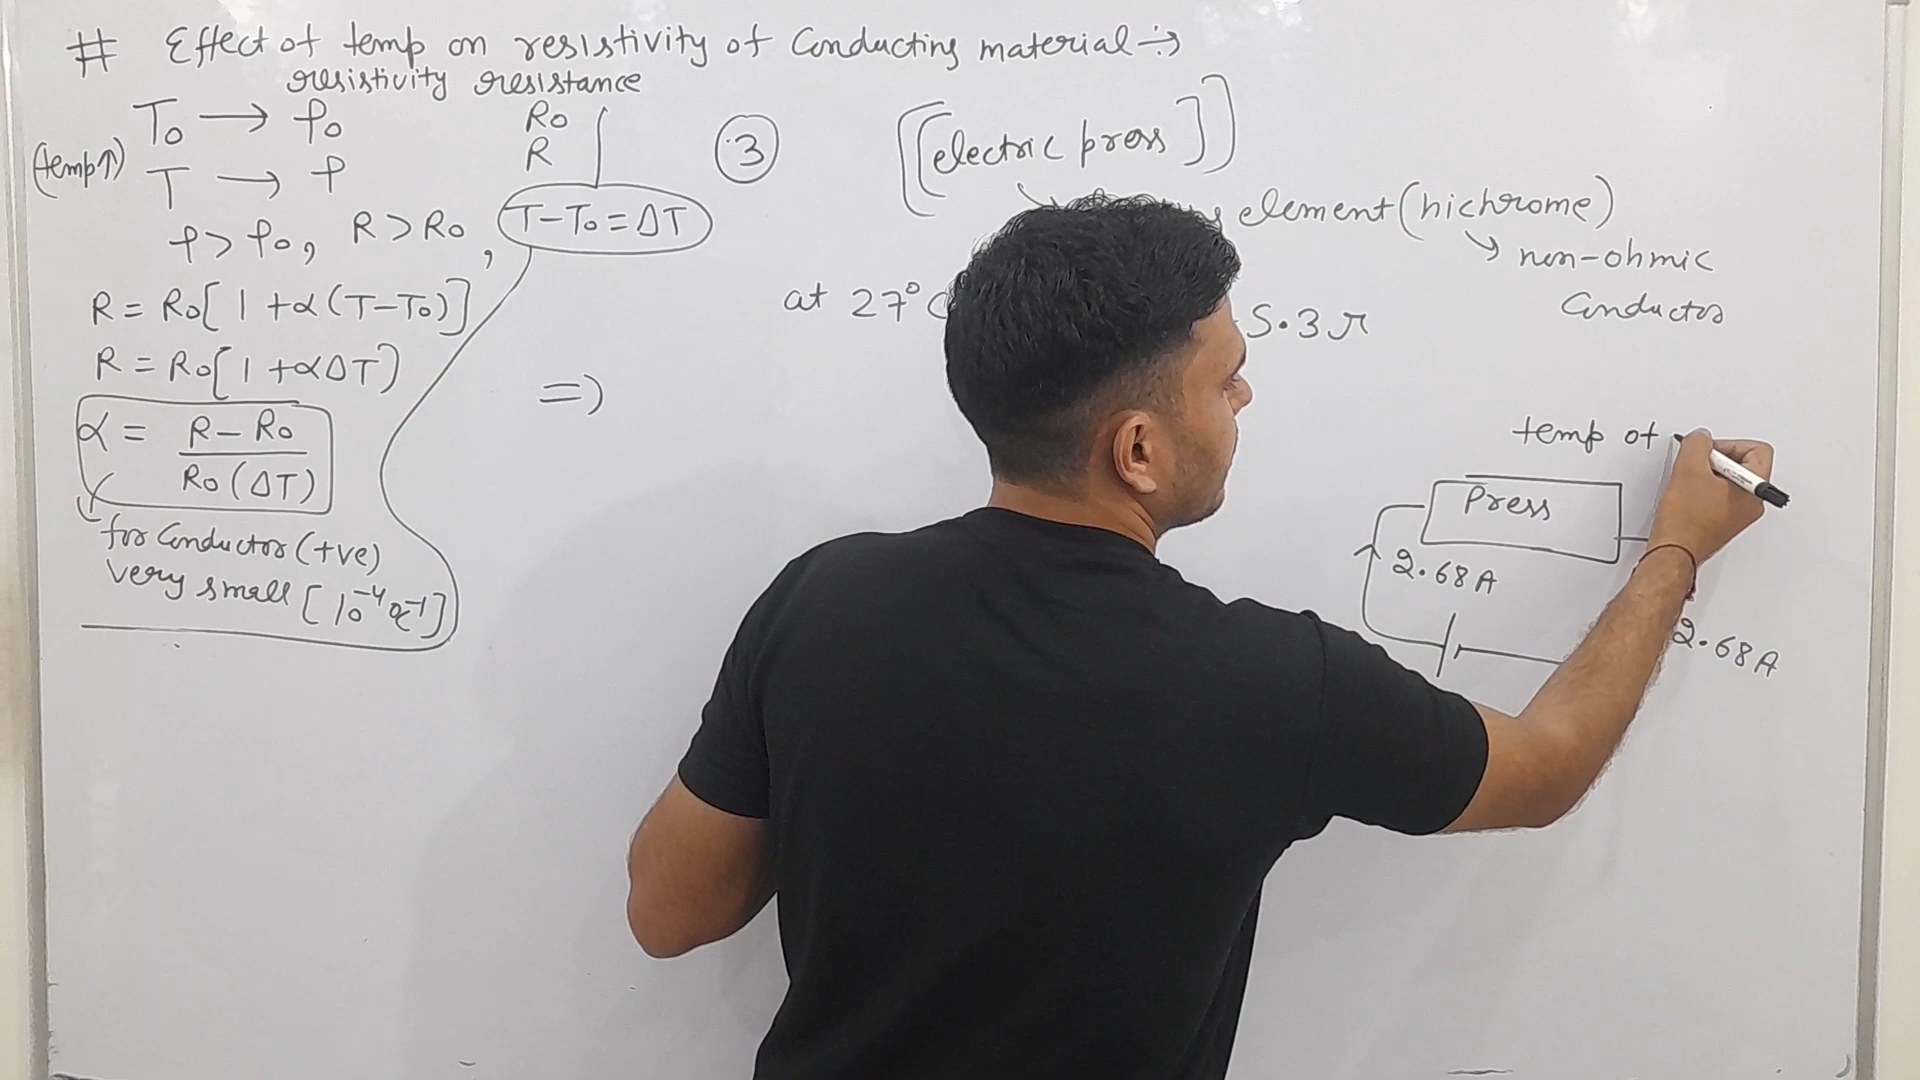 # Effect of temp on resistivity of Conducting material :->
resistivity resistance
T₀ → ρ₀ R₀
(temp↑) T → ρ R
ρ > ρ₀, R > R₀, T-T₀ = ΔT
R = R₀[1+α(T-T₀)]
R = R₀[1+αΔT)
α = R-R₀ / R₀(ΔT)
for Conductor (+ve)
very small [10⁻⁴ °C⁻¹]
③ [[electric press]]
element (nichrome)
→ non-ohmic
Conductor
at 27°C
5.3 Ω
=>
temp of
Press
2.68A
2.68A